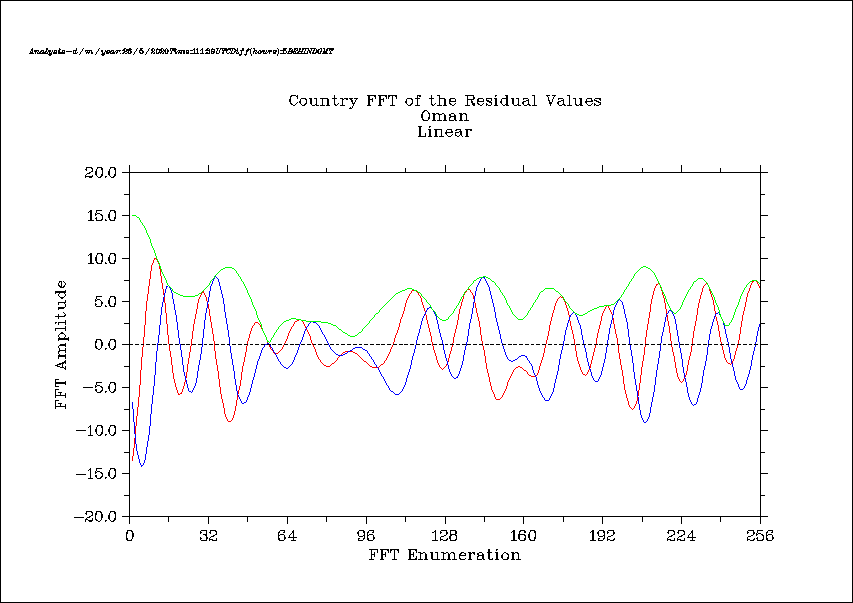 Country FFT of the Residual Values
Oman
Linear
20.0
15.0
10.0
5.0
0.0
-5.0
-10.0
-15.0
-20.0
FFT Amplitude
0 32 64 96 128 160 192 224 256
FFT Enumeration